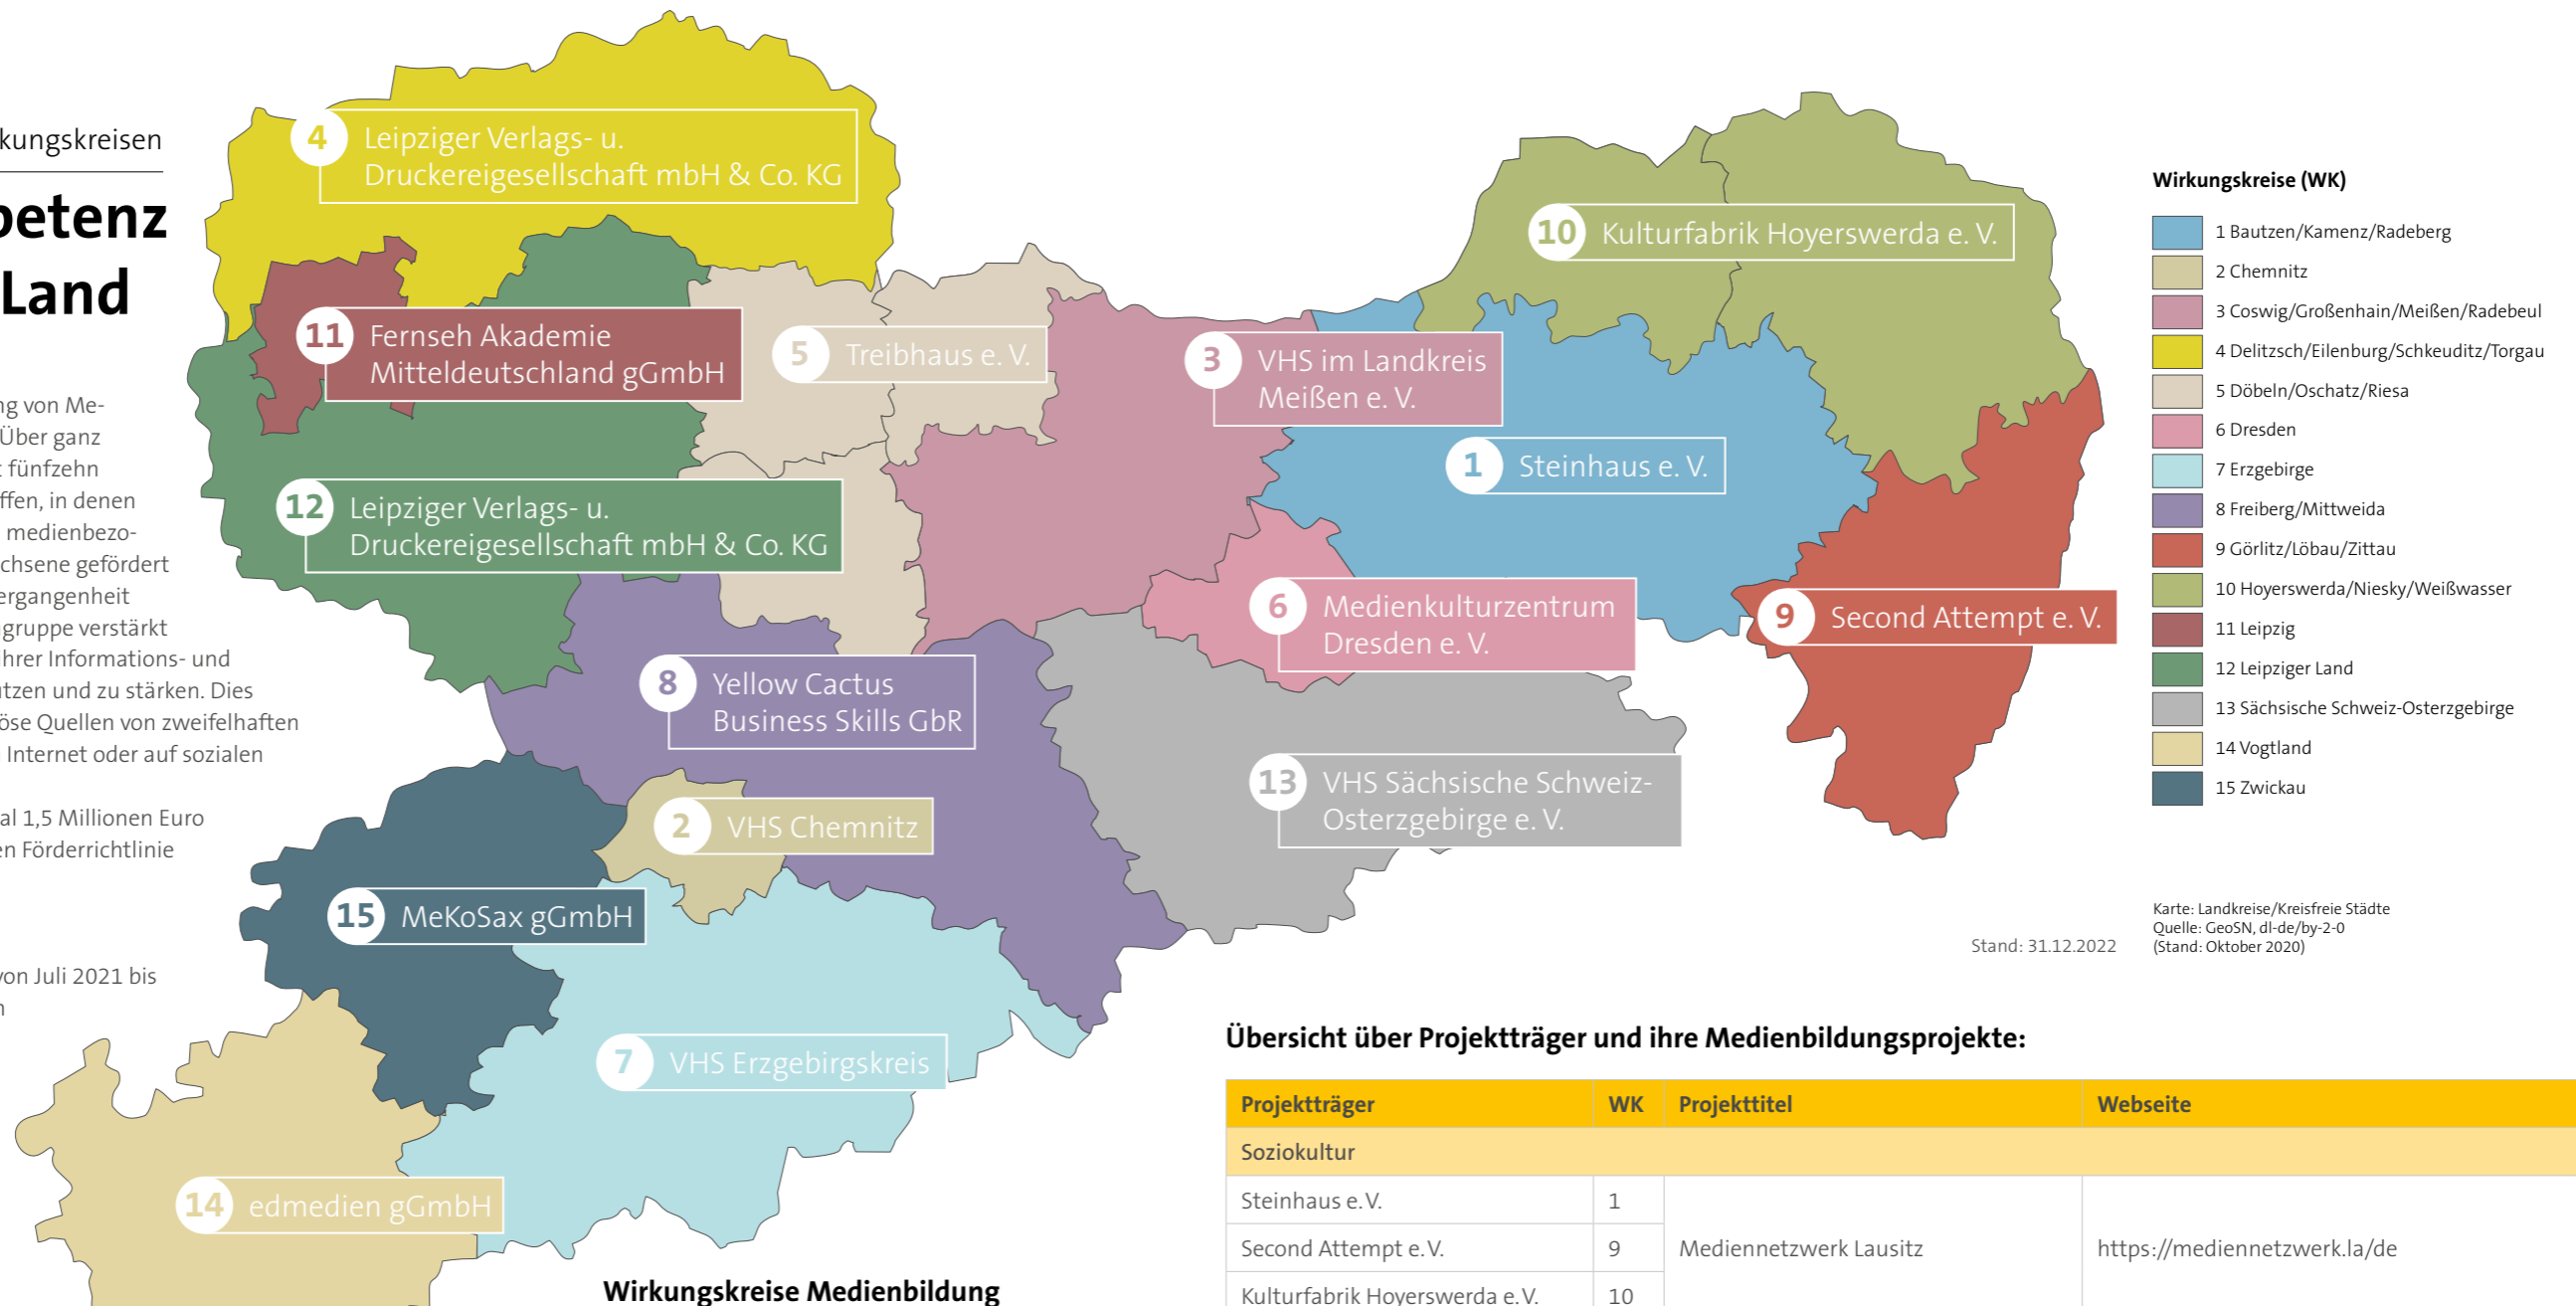 kungskreisen
petenz
Land
ng von Me-
Über ganz
t fünfzehn
ffen, in denen
medienbezo-
chsene gefördert
ergangenheit
ngruppe verstärkt
ihrer Informations- und
utzen und zu stärken. Dies
iöse Quellen von zweifelhaften
Internet oder auf sozialen
al 1,5 Millionen Euro
en Förderrichtlinie
von Juli 2021 bis
4 Leipziger Verlags- u.
Druckereigesellschaft mbH & Co. KG
10 Kulturfabrik Hoyerswerda e. V.
11 Fernseh Akademie
Mitteldeutschland gGmbH
5 Treibhaus e. V.
3 VHS im Landkreis
Meißen e. V.
1 Steinhaus e. V.
12 Leipziger Verlags- u.
Druckereigesellschaft mbH & Co. KG
6 Medienkulturzentrum
Dresden e. V.
9 Second Attempt e. V.
8 Yellow Cactus
Business Skills GbR
13 VHS Sächsische Schweiz-
Osterzgebirge e. V.
2 VHS Chemnitz
15 MeKoSax gGmbH
7 VHS Erzgebirgskreis
14 edmedien gGmbH
Wirkungskreise (WK)
1 Bautzen/Kamenz/Radeberg
2 Chemnitz
3 Coswig/Großenhain/Meißen/Radebeul
4 Delitzsch/Eilenburg/Schkeuditz/Torgau
5 Döbeln/Oschatz/Riesa
6 Dresden
7 Erzgebirge
8 Freiberg/Mittweida
9 Görlitz/Löbau/Zittau
10 Hoyerswerda/Niesky/Weißwasser
11 Leipzig
12 Leipziger Land
13 Sächsische Schweiz-Osterzgebirge
14 Vogtland
15 Zwickau
Karte: Landkreise/Kreisfreie Städte
Quelle: GeoSN, dl-de/by-2-0
(Stand: Oktober 2020)
Stand: 31.12.2022
Wirkungskreise Medienbildung
Übersicht über Projektträger und ihre Medienbildungsprojekte:
Projektträger WK Projekttitel Webseite
Soziokultur
Steinhaus e. V. 1
Second Attempt e. V. 9 Mediennetzwerk Lausitz https://mediennetzwerk.la/de
Kulturfabrik Hoyerswerda e. V. 10